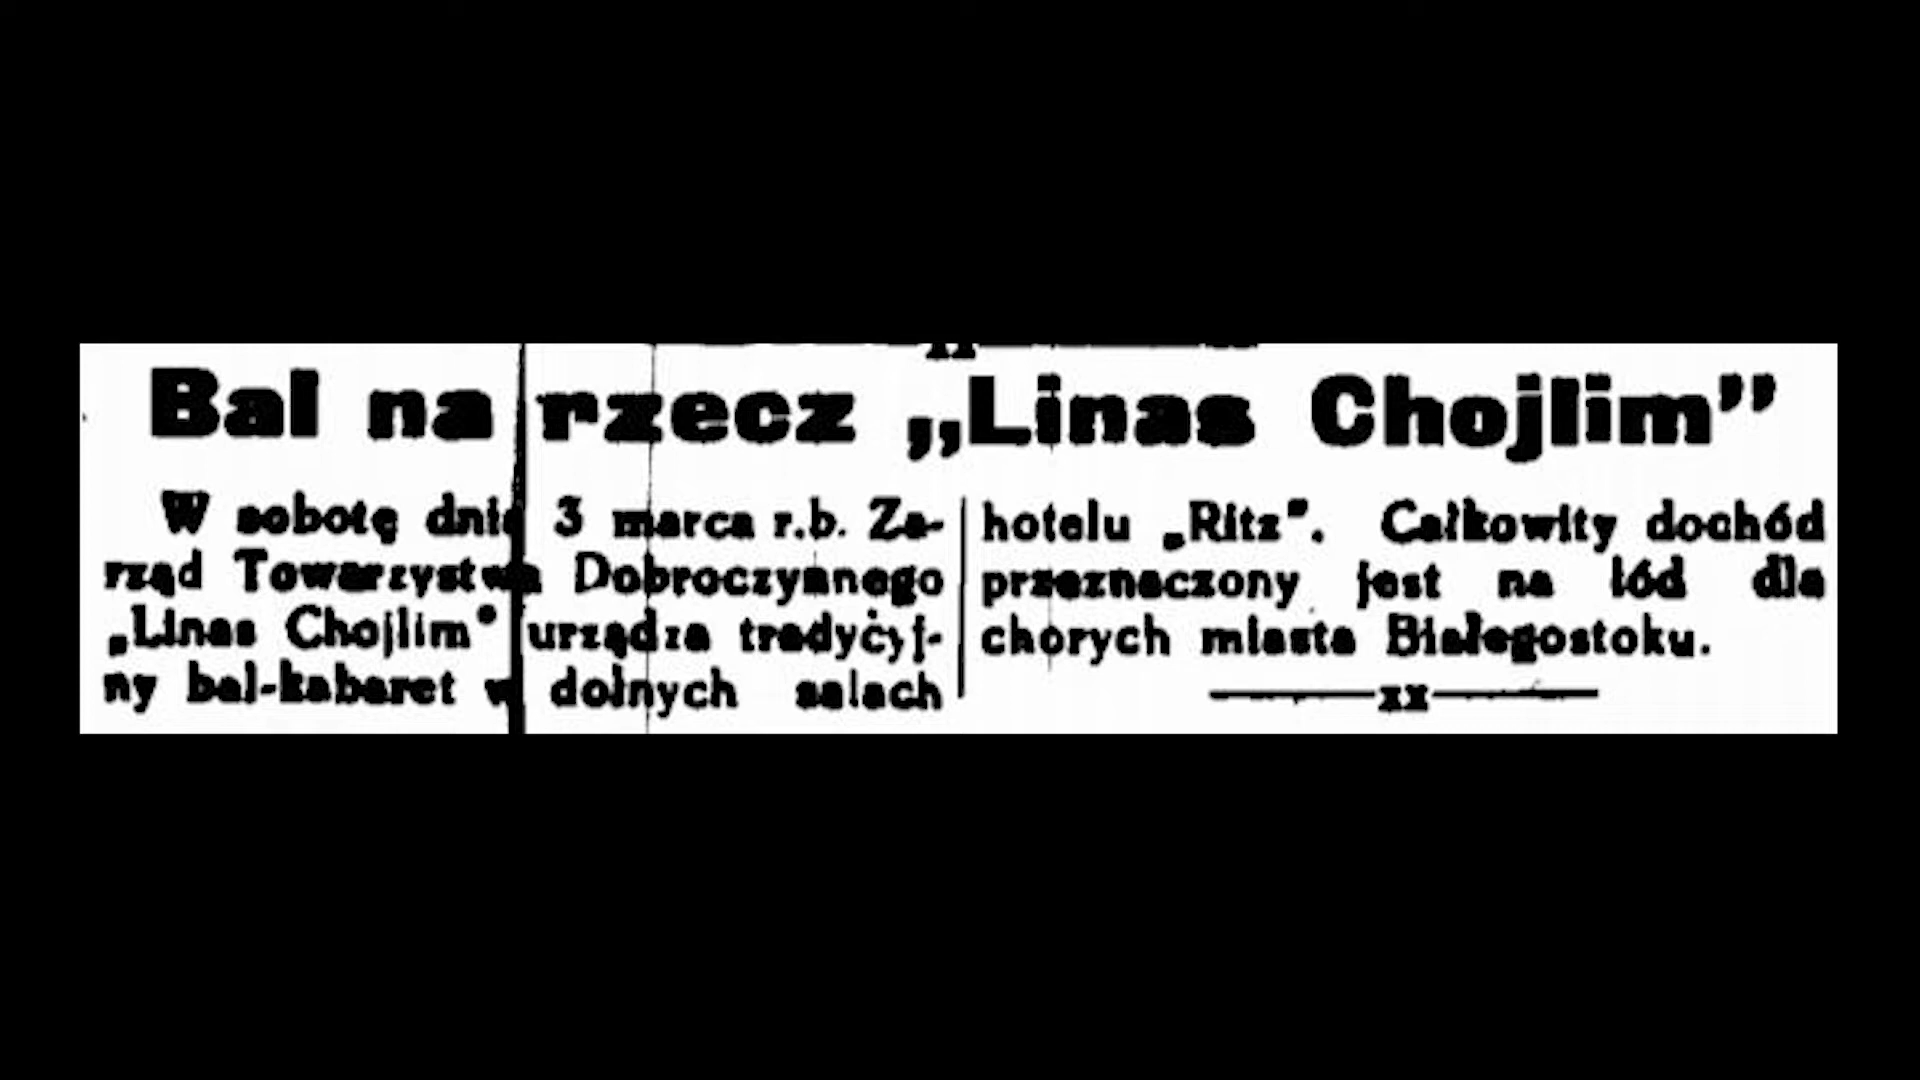 Bal na rzecz „Linas Chojlim”
W sobotę dnia 3 marca r.b. Za-
rząd Towarzystwa Dobroczynnego
„Linas Chojlim" urządza tradycyj-
ny bal-kabaret w dolnych salach
hotelu „Ritz". Całkowity dochód
przeznaczony jest na lód dla
chorych miasta Białegostoku.
xx